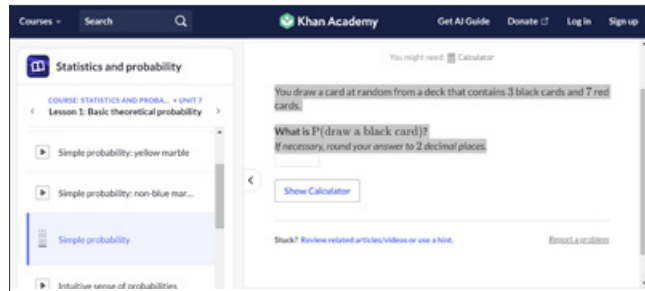 Courses Search Khan Academy Get AI Guide Donate Log in Sign up
Statistics and probability
COURSE: STATISTICS AND PROBA... • UNIT 7
Lesson 1: Basic theoretical probability
Simple probability: yellow marble
Simple probability: non-blue mar...
Simple probability
Intuitive sense of probabilities
You might need: Calculator
You draw a card at random from a deck that contains 3 black cards and 7 red
cards.
What is P(draw a black card)?
If necessary, round your answer to 2 decimal places.
Show Calculator
Stuck? Review related articles/videos or use a hint.
Report a problem